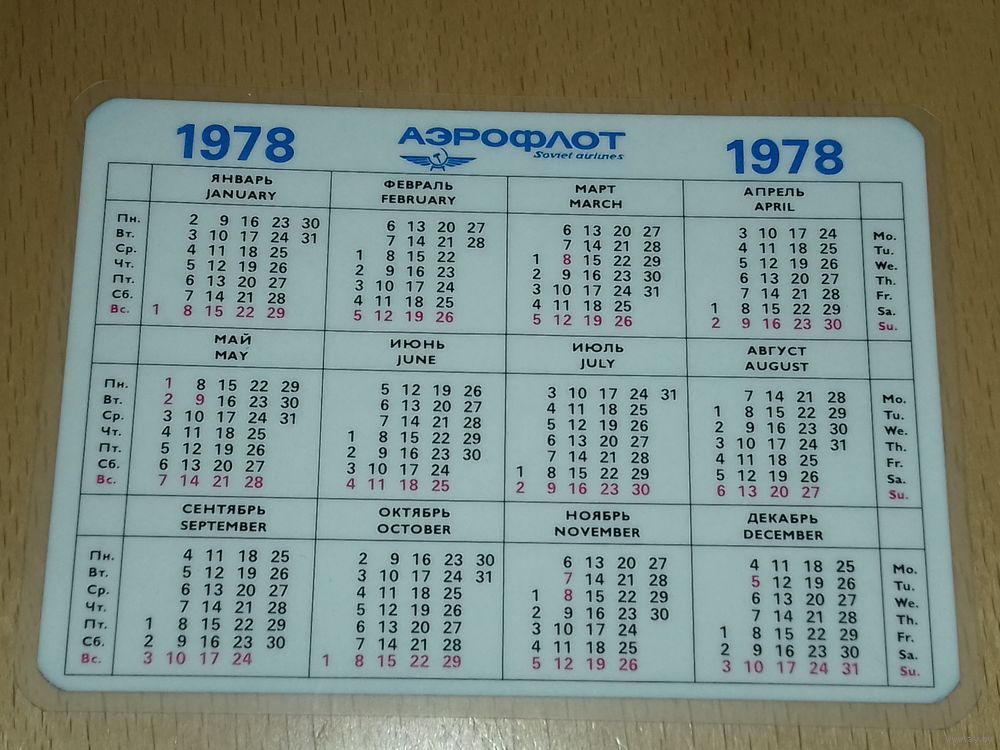 1978 АЭРОФЛОТ 1978
Soviet airlines
ЯНВАРЬ ФЕВРАЛЬ МАРТ АПРЕЛЬ
JANUARY FEBRUARY MARCH APRIL
Пн. 2 9 16 23 30 6 13 20 27 6 13 20 27 3 10 17 24 Mo.
Вт. 3 10 17 24 31 7 14 21 28 7 14 21 28 4 11 18 25 Tu.
Ср. 4 11 18 25 1 8 15 22 1 8 15 22 29 5 12 19 26 We.
Чт. 5 12 19 26 2 9 16 23 2 9 16 23 30 6 13 20 27 Th.
Пт. 6 13 20 27 3 10 17 24 3 10 17 24 31 7 14 21 28 Fr.
Сб. 7 14 21 28 4 11 18 25 4 11 18 25 1 8 15 22 29 Sa.
Вс. 1 8 15 22 29 5 12 19 26 5 12 19 26 2 9 16 23 30 Su.
МАЙ ИЮНЬ ИЮЛЬ АВГУСТ
MAY JUNE JULY AUGUST
Пн. 1 8 15 22 29 5 12 19 26 3 10 17 24 31 7 14 21 28 Mo.
Вт. 2 9 16 23 30 6 13 20 27 4 11 18 25 1 8 15 22 29 Tu.
Ср. 3 10 17 24 31 7 14 21 28 5 12 19 26 2 9 16 23 30 We.
Чт. 4 11 18 25 1 8 15 22 29 6 13 20 27 3 10 17 24 31 Th.
Пт. 5 12 19 26 2 9 16 23 30 7 14 21 28 4 11 18 25 Fr.
Сб. 6 13 20 27 3 10 17 24 1 8 15 22 29 5 12 19 26 Sa.
Вс. 7 14 21 28 4 11 18 25 2 9 16 23 30 6 13 20 27 Su.
СЕНТЯБРЬ ОКТЯБРЬ НОЯБРЬ ДЕКАБРЬ
SEPTEMBER OCTOBER NOVEMBER DECEMBER
Пн. 4 11 18 25 2 9 16 23 30 6 13 20 27 4 11 18 25 Mo.
Вт. 5 12 19 26 3 10 17 24 31 7 14 21 28 5 12 19 26 Tu.
Ср. 6 13 20 27 4 11 18 25 1 8 15 22 29 6 13 20 27 We.
Чт. 7 14 21 28 5 12 19 26 2 9 16 23 30 7 14 21 28 Th.
Пт. 1 8 15 22 29 6 13 20 27 3 10 17 24 1 8 15 22 29 Fr.
Сб. 2 9 16 23 30 7 14 21 28 4 11 18 25 2 9 16 23 30 Sa.
Вс. 3 10 17 24 1 8 15 22 29 5 12 19 26 3 10 17 24 31 Su.